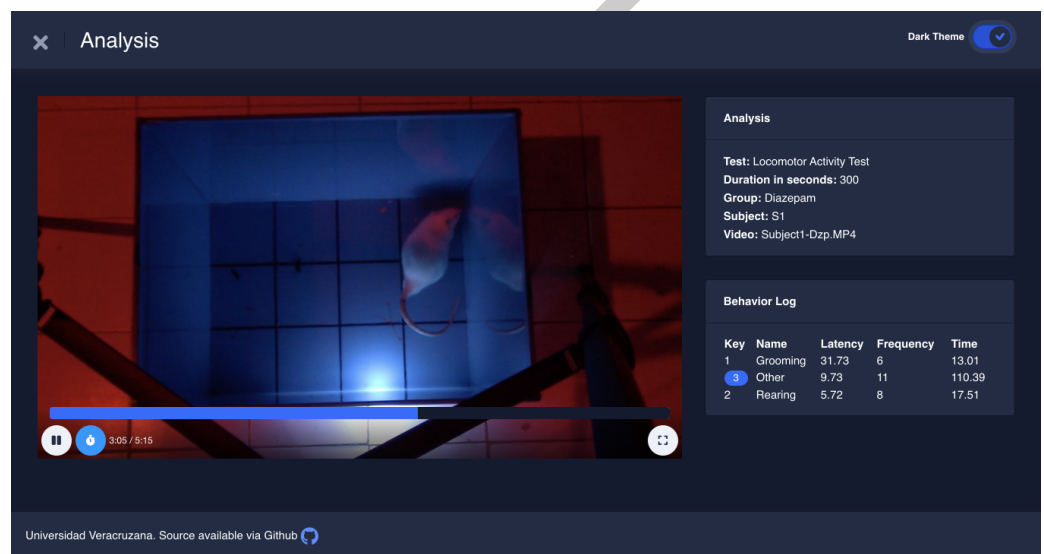 Analysis
Dark Theme
3:05 / 5:15
Analysis
Test: Locomotor Activity Test
Duration in seconds: 300
Group: Diazepam
Subject: S1
Video: Subject1-Dzp.MP4
Behavior Log
Key Name Latency Frequency Time
1 Grooming 31.73 6 13.01
3 Other 9.73 11 110.39
2 Rearing 5.72 8 17.51
Universidad Veracruzana. Source available via Github